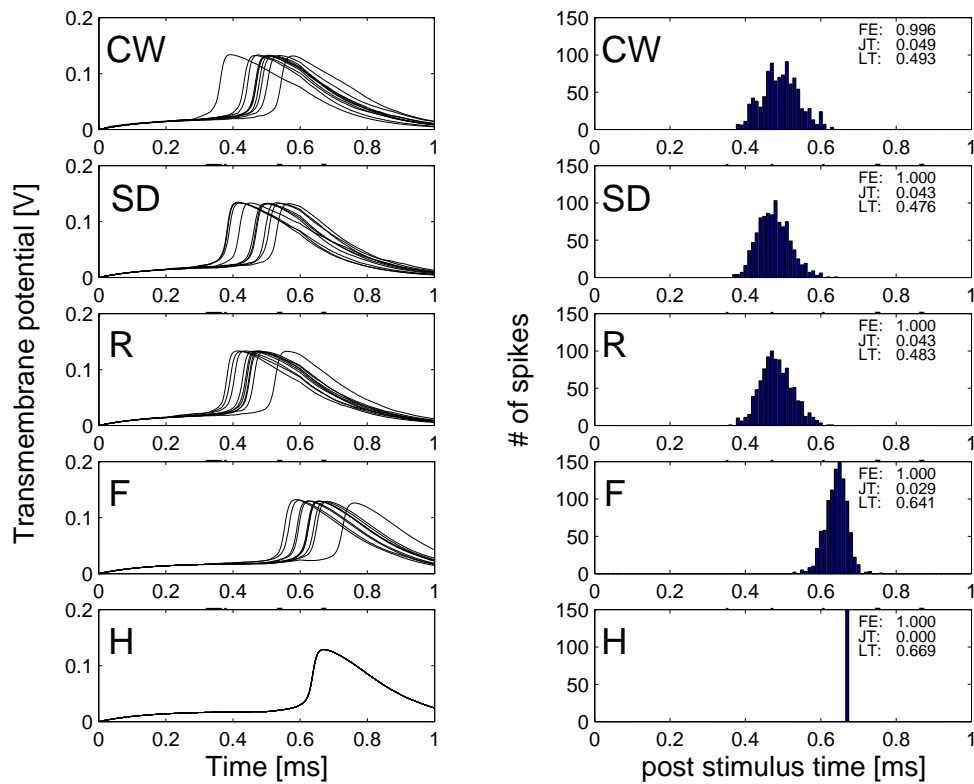 Transmembrane potential [V]
0.2
0.1
0
CW
0 0.2 0.4 0.6 0.8 1
0.2
0.1
0
SD
0 0.2 0.4 0.6 0.8 1
0.2
0.1
0
R
0 0.2 0.4 0.6 0.8 1
0.2
0.1
0
F
0 0.2 0.4 0.6 0.8 1
0.2
0.1
0
H
0 0.2 0.4 0.6 0.8 1
Time [ms]
# of spikes
150
100
50
0
CW
FE: 0.996
JT: 0.049
LT: 0.493
0 0.2 0.4 0.6 0.8 1
150
100
50
0
SD
FE: 1.000
JT: 0.043
LT: 0.476
0 0.2 0.4 0.6 0.8 1
150
100
50
0
R
FE: 1.000
JT: 0.043
LT: 0.483
0 0.2 0.4 0.6 0.8 1
150
100
50
0
F
FE: 1.000
JT: 0.029
LT: 0.641
0 0.2 0.4 0.6 0.8 1
150
100
50
0
H
FE: 1.000
JT: 0.000
LT: 0.669
0 0.2 0.4 0.6 0.8 1
post stimulus time [ms]